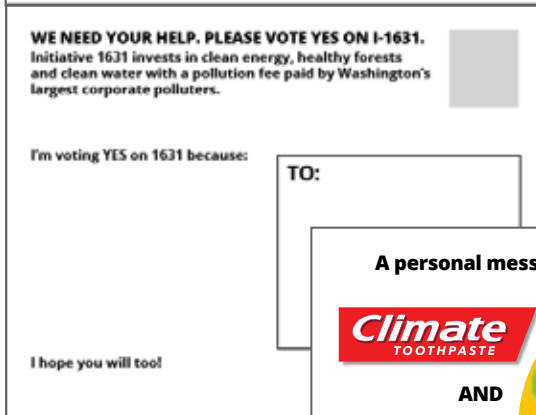 WE NEED YOUR HELP. PLEASE VOTE YES ON I-1631.
Initiative 1631 invests in clean energy, healthy forests
and clean water with a pollution fee paid by Washington's
largest corporate polluters.
I'm voting YES on 1631 because:
TO:
A personal mess
Climate
TOOTHPASTE
AND
I hope you will too!